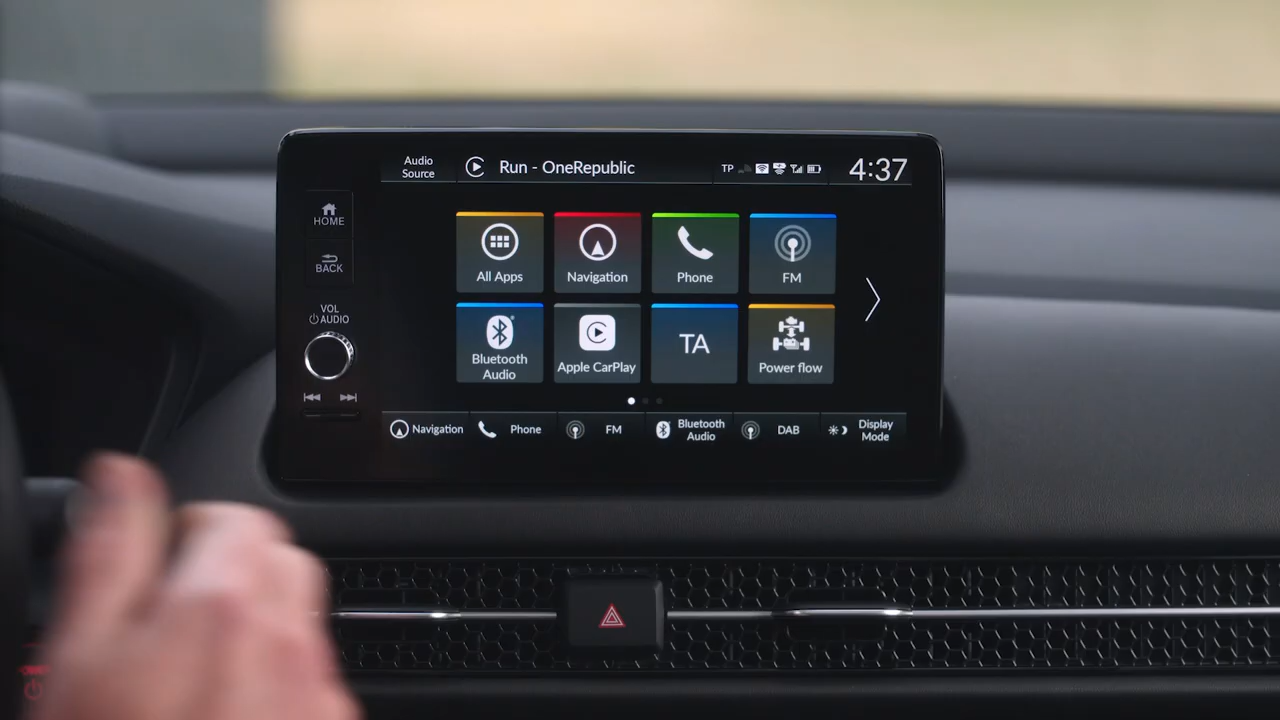 Audio
Source
Run - OneRepublic
TP
4:37
HOME
BACK
VOL
AUDIO
All Apps
Navigation
Phone
FM
Bluetooth
Audio
Apple CarPlay
TA
Power flow
Navigation
Phone
FM
Bluetooth
Audio
DAB
Display
Mode